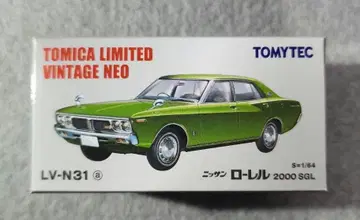 TOMICA LIMITED
VINTAGE NEO
TOMYTEC
S=1/64
LV-N31 ⓐ
ニッサン ローレル 2000 SGL